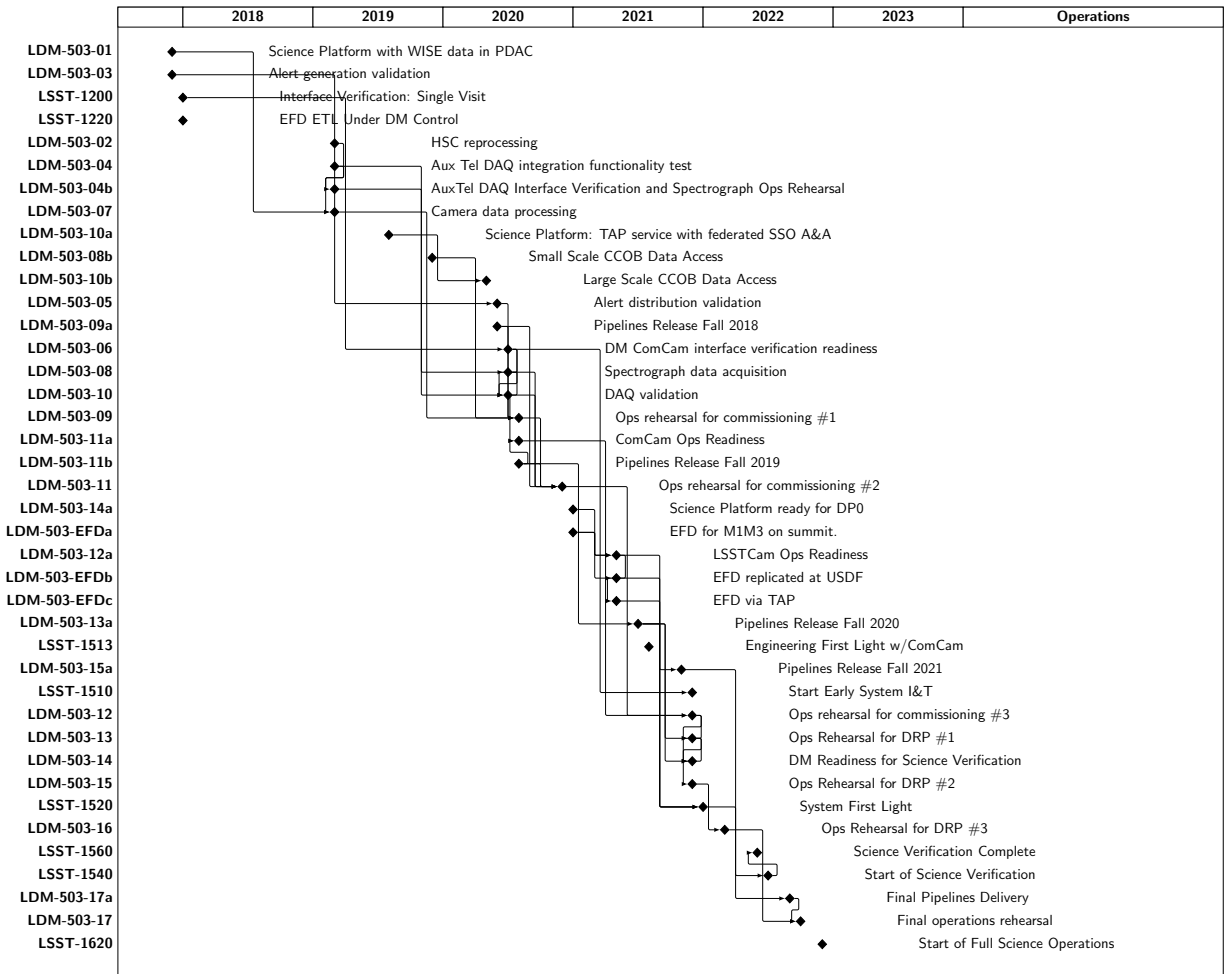 2018 2019 2020 2021 2022 2023 Operations
LDM-503-01 Science Platform with WISE data in PDAC
LDM-503-03 Alert generation validation
LSST-1200 Interface Verification: Single Visit
LSST-1220 EFD ETL Under DM Control
LDM-503-02 HSC reprocessing
LDM-503-04 Aux Tel DAQ integration functionality test
LDM-503-04b AuxTel DAQ Interface Verification and Spectrograph Ops Rehearsal
LDM-503-07 Camera data processing
LDM-503-10a Science Platform: TAP service with federated SSO A&A
LDM-503-08b Small Scale CCOB Data Access
LDM-503-10b Large Scale CCOB Data Access
LDM-503-05 Alert distribution validation
LDM-503-09a Pipelines Release Fall 2018
LDM-503-06 DM ComCam interface verification readiness
LDM-503-08 Spectrograph data acquisition
LDM-503-10 DAQ validation
LDM-503-09 Ops rehearsal for commissioning #1
LDM-503-11a ComCam Ops Readiness
LDM-503-11b Pipelines Release Fall 2019
LDM-503-11 Ops rehearsal for commissioning #2
LDM-503-14a Science Platform ready for DP0
LDM-503-EFDa EFD for M1M3 on summit.
LDM-503-12a LSSTCam Ops Readiness
LDM-503-EFDb EFD replicated at USDF
LDM-503-EFDc EFD via TAP
LDM-503-13a Pipelines Release Fall 2020
LSST-1513 Engineering First Light w/ComCam
LDM-503-15a Pipelines Release Fall 2021
LSST-1510 Start Early System I&T
LDM-503-12 Ops rehearsal for commissioning #3
LDM-503-13 Ops Rehearsal for DRP #1
LDM-503-14 DM Readiness for Science Verification
LDM-503-15 Ops Rehearsal for DRP #2
LSST-1520 System First Light
LDM-503-16 Ops Rehearsal for DRP #3
LSST-1560 Science Verification Complete
LSST-1540 Start of Science Verification
LDM-503-17a Final Pipelines Delivery
LDM-503-17 Final operations rehearsal
LSST-1620 Start of Full Science Operations